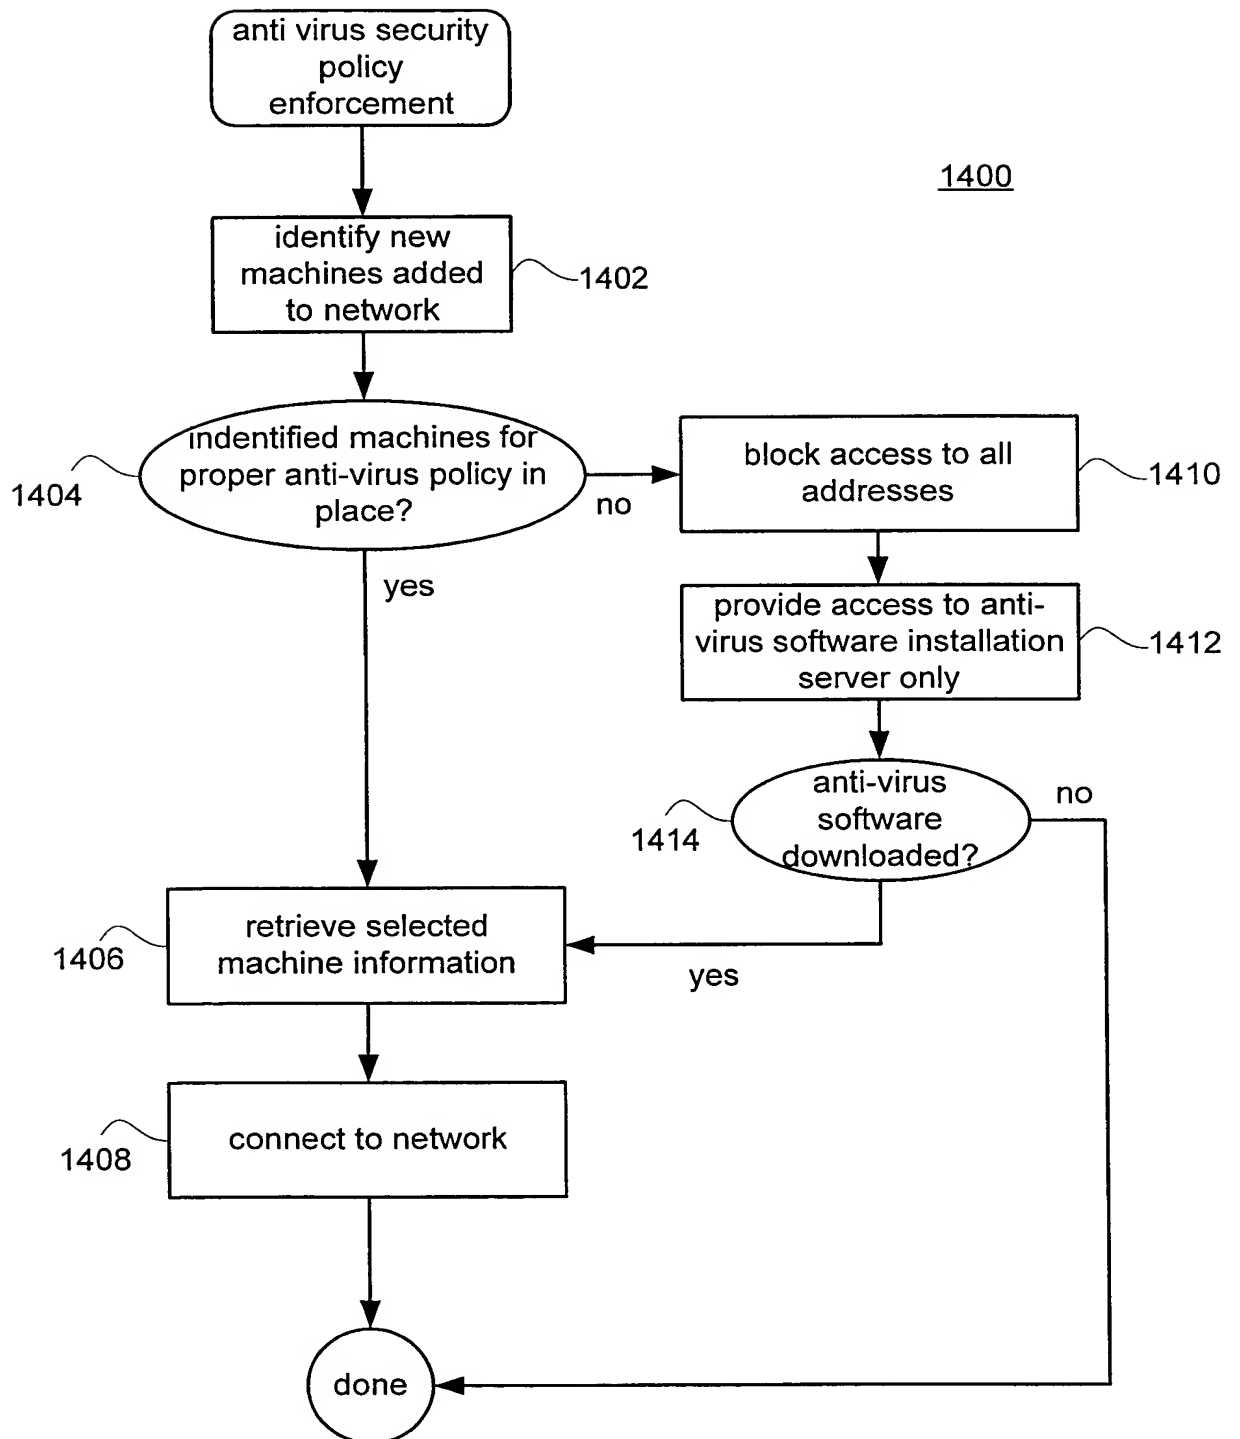 anti virus security
policy
enforcement
1400
identify new
machines added
to network
1402
indentified machines for
proper anti-virus policy in
place?
1404
no
yes
block access to all
addresses
1410
provide access to anti-
virus software installation
server only
1412
anti-virus
software
downloaded?
1414
no
yes
retrieve selected
machine information
1406
connect to network
1408
done